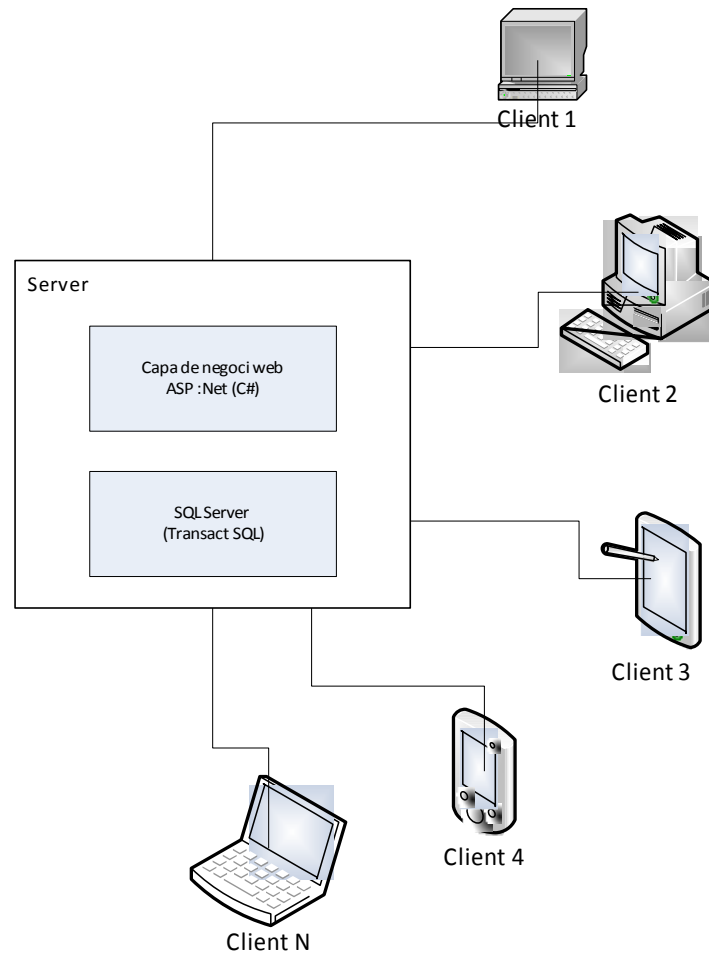 Client 1
Server
Capa de negoci web
ASP :Net (C#)
Client 2
SQL Server
(Transact SQL)
Client 3
Client 4
Client N